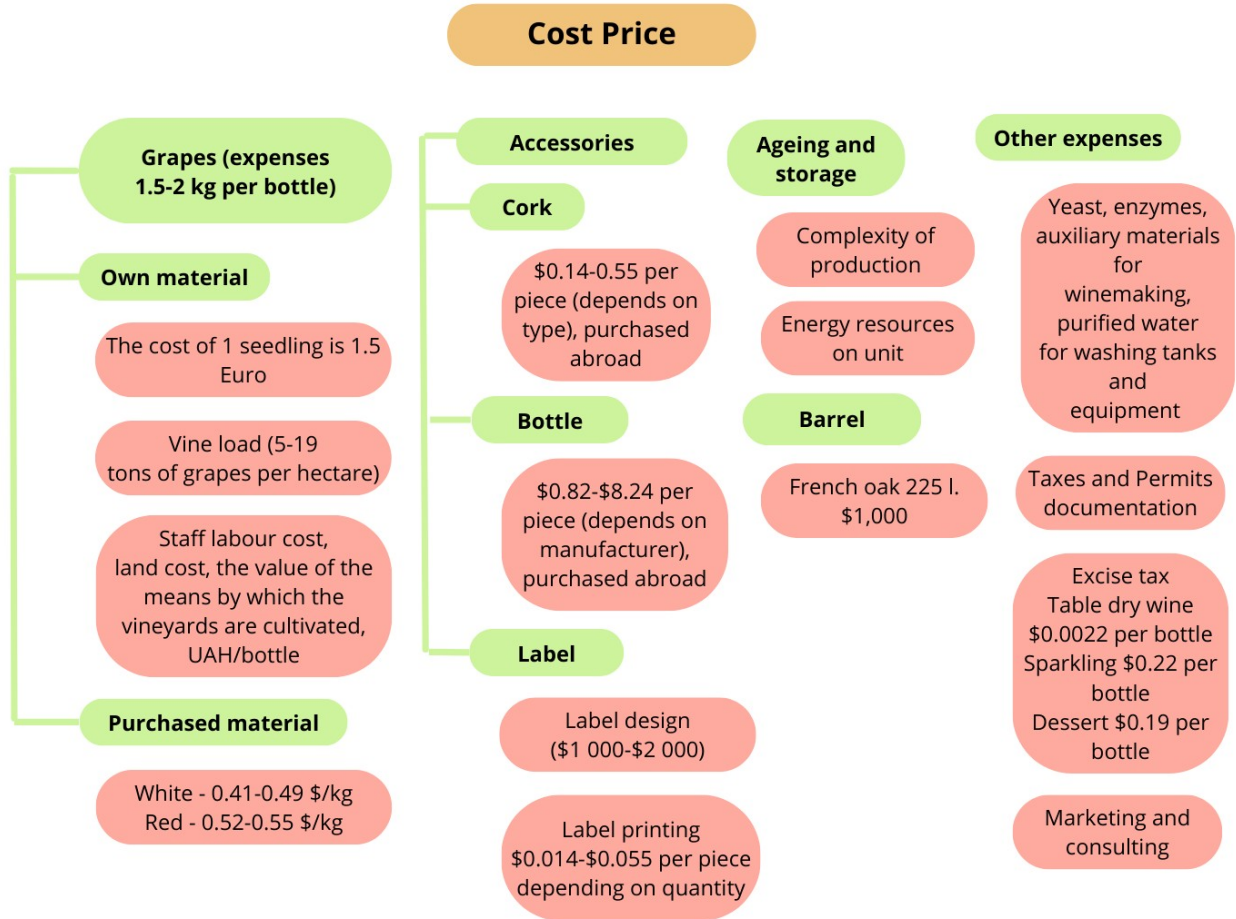 Cost Price
Grapes (expenses
1.5-2 kg per bottle)
Own material
The cost of 1 seedling is 1.5
Euro
Vine load (5-19
tons of grapes per hectare)
Staff labour cost,
land cost, the value of the
means by which the
vineyards are cultivated,
UAH/bottle
Purchased material
White - 0.41-0.49 $/kg
Red - 0.52-0.55 $/kg
Accessories
Cork
$0.14-0.55 per
piece (depends on
type), purchased
abroad
Bottle
$0.82-$8.24 per
piece (depends on
manufacturer),
purchased abroad
Label
Label design
($1 000-$2 000)
Label printing
$0.014-$0.055 per piece
depending on quantity
Ageing and
storage
Complexity of
production
Energy resources
on unit
Barrel
French oak 225 l.
$1,000
Other expenses
Yeast, enzymes,
auxiliary materials
for
winemaking,
purified water
for washing tanks
and
equipment
Taxes and Permits
documentation
Excise tax
Table dry wine
$0.0022 per bottle
Sparkling $0.22 per
bottle
Dessert $0.19 per
bottle
Marketing and
consulting